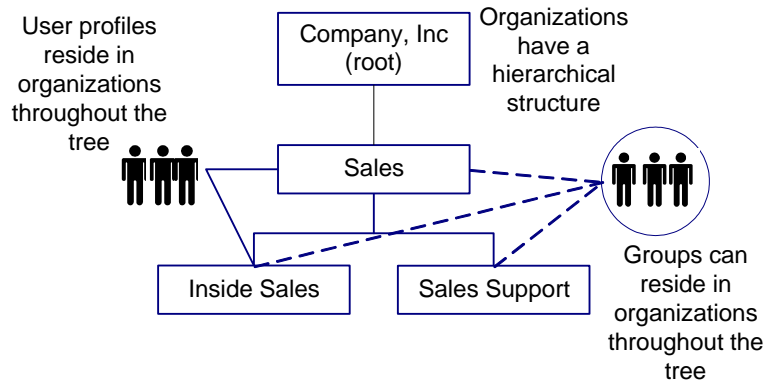 User profiles
reside in
organizations
throughout the
tree
Company, Inc
(root)
Organizations
have a
hierarchical
structure
Sales
Inside Sales
Sales Support
Groups can
reside in
organizations
throughout the
tree